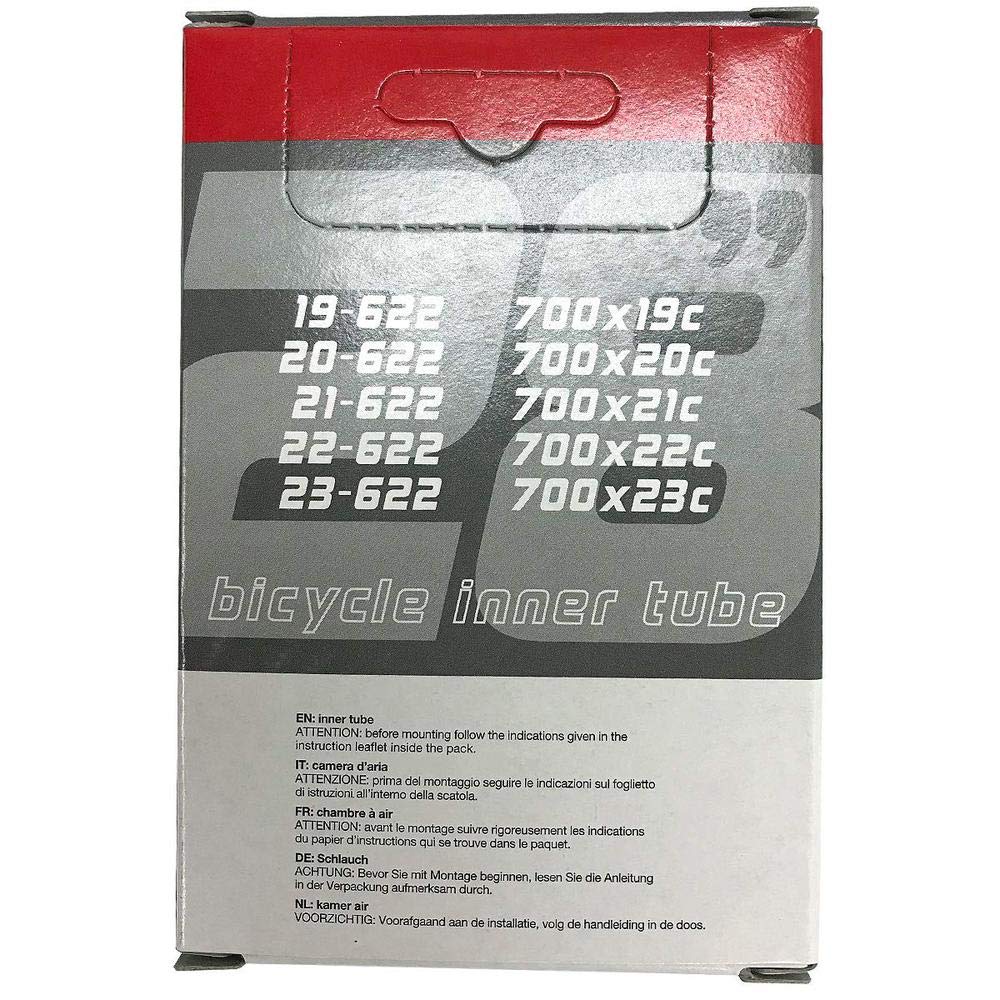 28”
19-622 700x19c
20-622 700x20c
21-622 700x21c
22-622 700x22c
23-622 700x23c
bicycle inner tube
EN: inner tube
ATTENTION: before mounting follow the indications given in the
instruction leaflet inside the pack.
IT: camera d'aria
ATTENZIONE: prima del montaggio seguire le indicazioni sul foglietto
di istruzioni all'interno della scatola.
FR: chambre à air
ATTENTION: avant le montage suivre rigoreusement les indications
du papier d'instructions qui se trouve dans le paquet.
DE: Schlauch
ACHTUNG: Bevor Sie mit Montage beginnen, lesen Sie die Anleitung
in der Verpackung aufmerksam durch.
NL: kamer air
VOORZICHTIG: Voorafgaand aan de installatie, volg de handleiding in de doos.